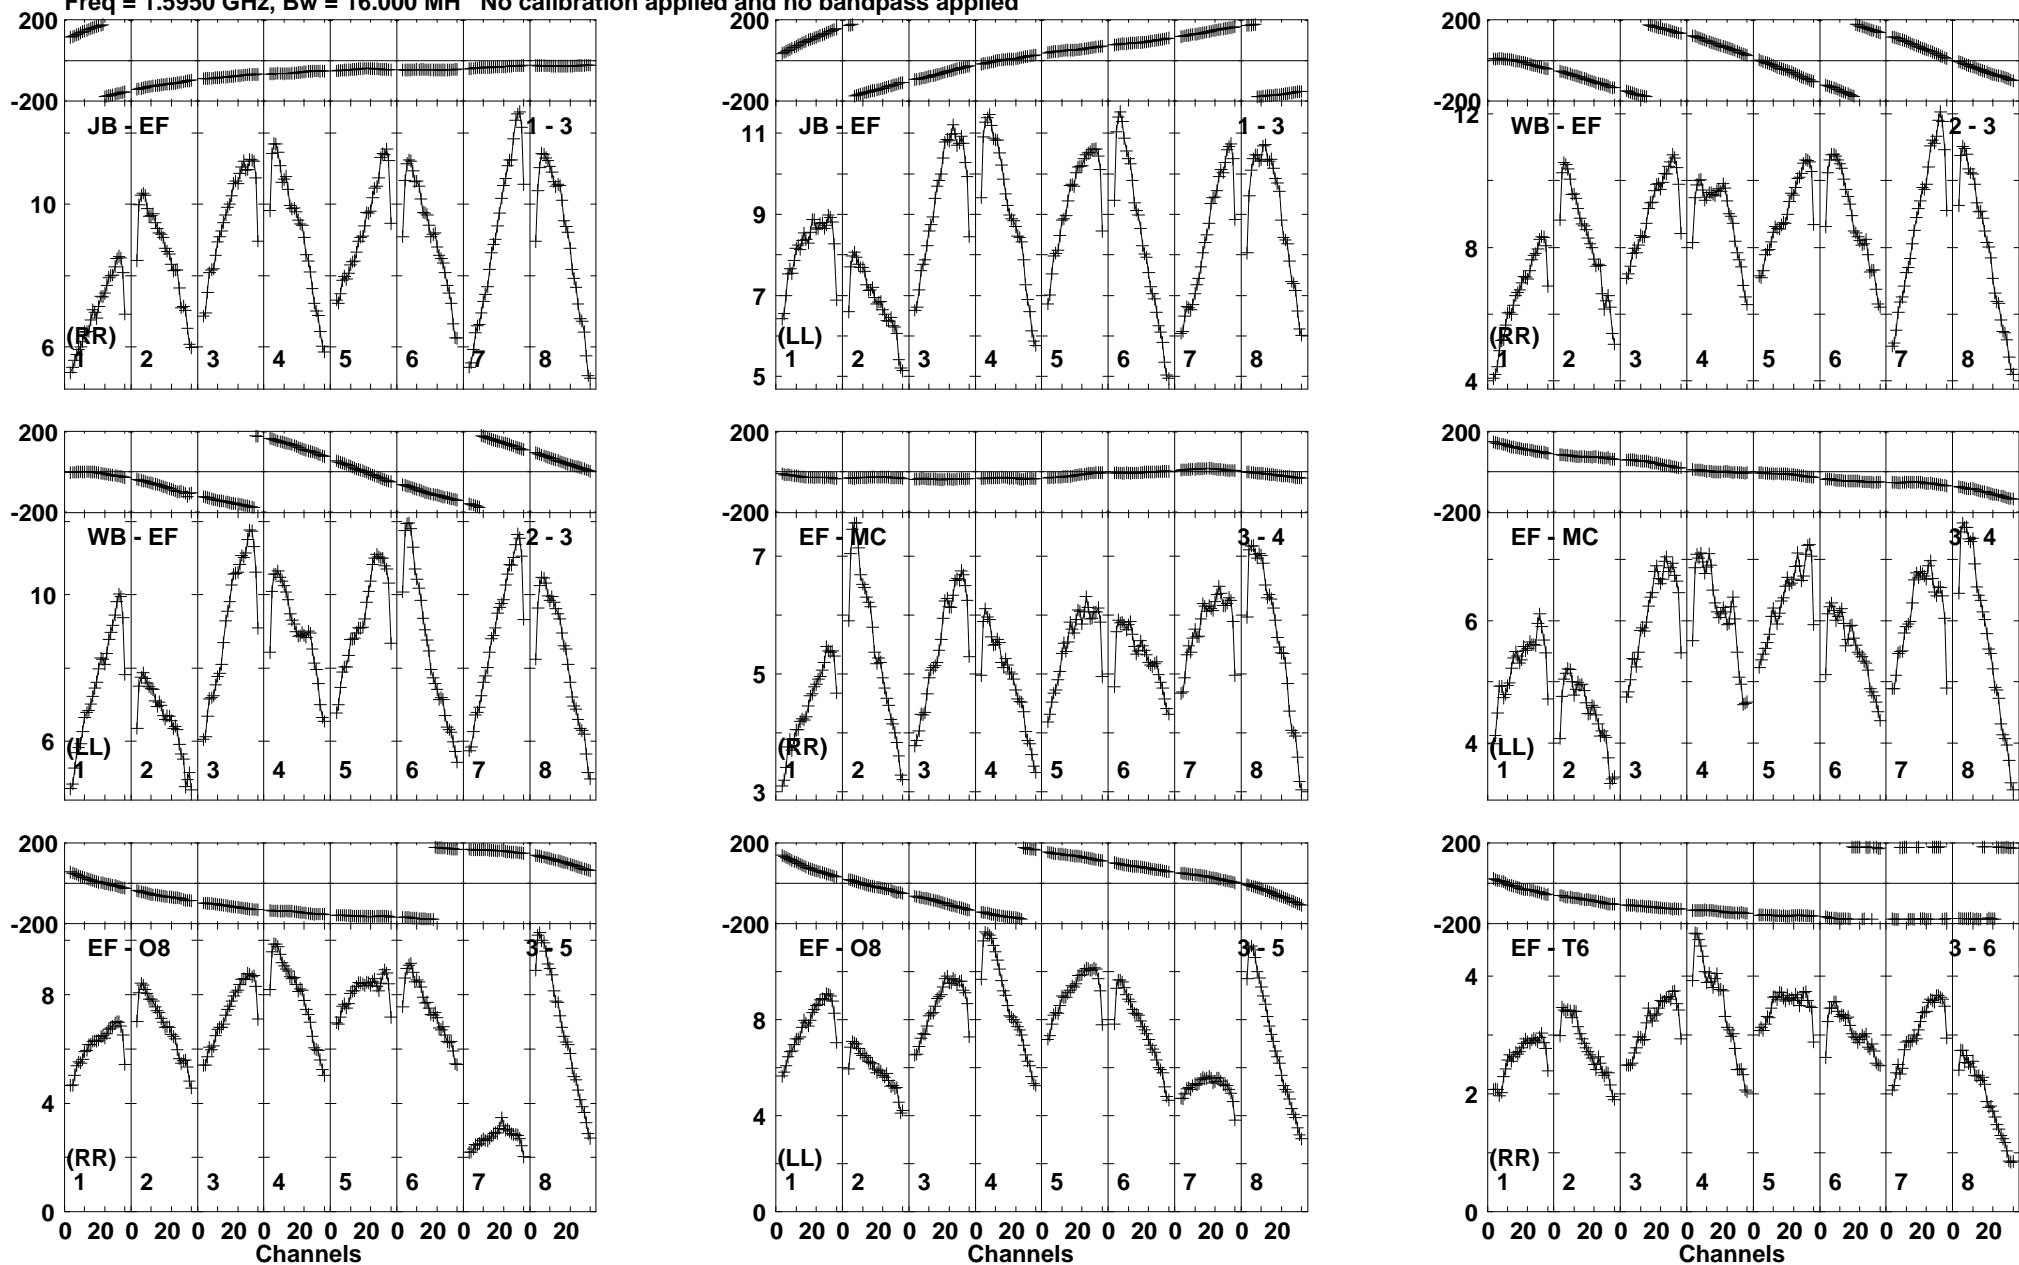 Freq = 1.5950 GHz, Bw = 16.000 MH No calibration applied and no bandpass applied
200
-200
JB - EF
1 - 3
10
6
(RR)
1 2 3 4 5 6 7 8
200
-200
JB - EF
1 - 3
11
9
7
5
(LL)
1 2 3 4 5 6 7 8
200
-200
WB - EF
2 - 3
12
8
4
(RR)
1 2 3 4 5 6 7 8
200
-200
WB - EF
2 - 3
10
6
(LL)
1 2 3 4 5 6 7 8
200
-200
EF - MC
3 - 4
7
5
3
(RR)
1 2 3 4 5 6 7 8
200
-200
EF - MC
3 - 4
6
4
(LL)
1 2 3 4 5 6 7 8
200
-200
EF - O8
3 - 5
8
4
0
(RR)
1 2 3 4 5 6 7 8
0 20 0 20 0 20 0 20 0 20 0 20 0 20 0 20
Channels
200
-200
EF - O8
3 - 5
8
4
0
(LL)
1 2 3 4 5 6 7 8
0 20 0 20 0 20 0 20 0 20 0 20 0 20 0 20
Channels
200
-200
EF - T6
3 - 6
4
2
0
(RR)
1 2 3 4 5 6 7 8
0 20 0 20 0 20 0 20 0 20 0 20 0 20 0 20
Channels